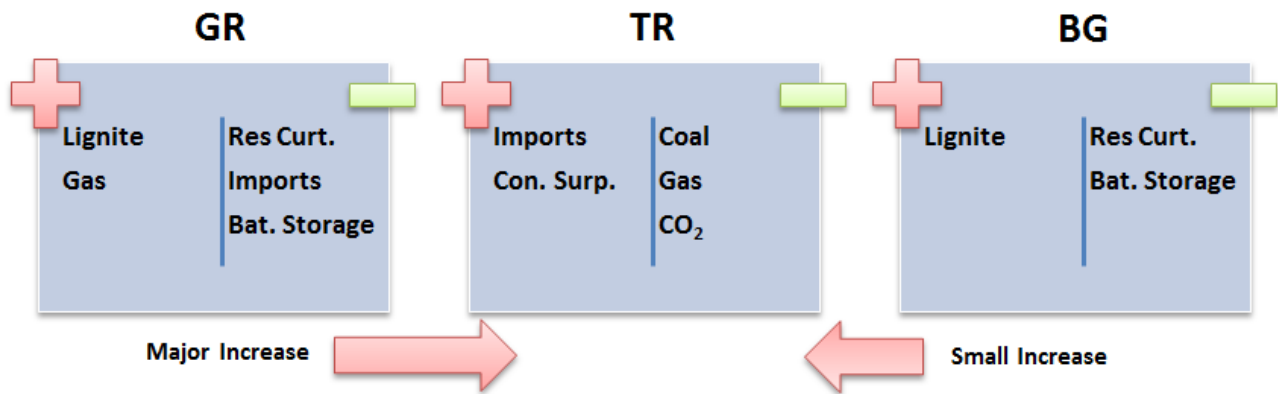 GR
TR
BG
Lignite
Gas
Res Curt.
Imports
Bat. Storage
Imports
Con. Surp.
Coal
Gas
CO₂
Lignite
Res Curt.
Bat. Storage
Major Increase
Small Increase